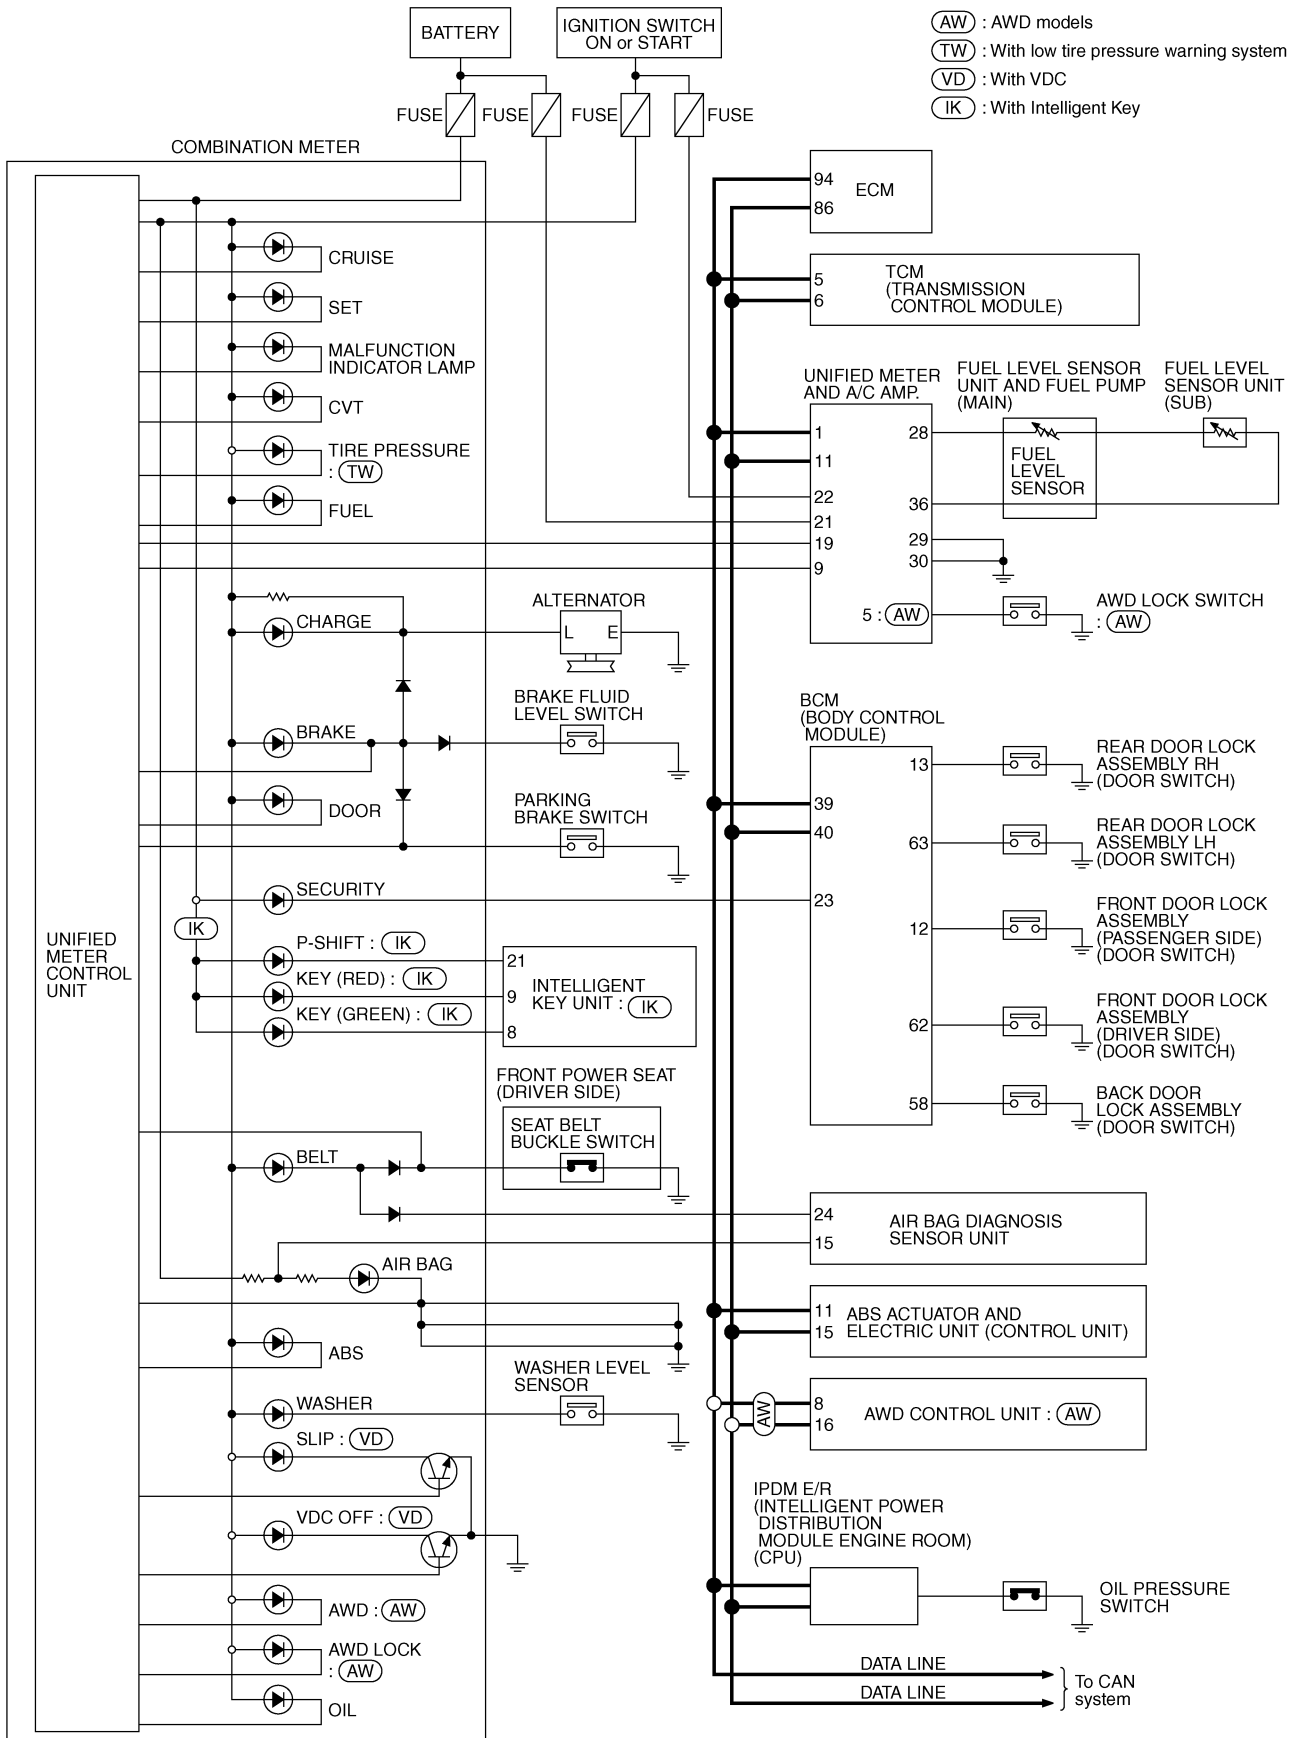 BATTERY
IGNITION SWITCH
ON or START
AW : AWD models
TW : With low tire pressure warning system
VD : With VDC
IK : With Intelligent Key
FUSE
FUSE
FUSE
FUSE
COMBINATION METER
UNIFIED
METER
CONTROL
UNIT
CRUISE
SET
MALFUNCTION
INDICATOR LAMP
CVT
TIRE PRESSURE
: TW
FUEL
CHARGE
BRAKE
DOOR
SECURITY
IK
P-SHIFT : IK
KEY (RED) : IK
KEY (GREEN) : IK
BELT
AIR BAG
ABS
WASHER
SLIP : VD
VDC OFF : VD
AWD : AW
AWD LOCK
: AW
OIL
ALTERNATOR
L E
BRAKE FLUID
LEVEL SWITCH
PARKING
BRAKE SWITCH
21
9
8
INTELLIGENT
KEY UNIT : IK
FRONT POWER SEAT
(DRIVER SIDE)
SEAT BELT
BUCKLE SWITCH
WASHER LEVEL
SENSOR
94
86
ECM
5
6
TCM
(TRANSMISSION
CONTROL MODULE)
UNIFIED METER
AND A/C AMP.
1
11
22
21
19
9
28
36
29
30
5 : AW
FUEL LEVEL SENSOR
UNIT AND FUEL PUMP
(MAIN)
FUEL
LEVEL
SENSOR
FUEL LEVEL
SENSOR UNIT
(SUB)
AWD LOCK SWITCH
: AW
BCM
(BODY CONTROL
MODULE)
39
40
23
13
63
12
62
58
REAR DOOR LOCK
ASSEMBLY RH
(DOOR SWITCH)
REAR DOOR LOCK
ASSEMBLY LH
(DOOR SWITCH)
FRONT DOOR LOCK
ASSEMBLY
(PASSENGER SIDE)
(DOOR SWITCH)
FRONT DOOR LOCK
ASSEMBLY
(DRIVER SIDE)
(DOOR SWITCH)
BACK DOOR
LOCK ASSEMBLY
(DOOR SWITCH)
24
15
AIR BAG DIAGNOSIS
SENSOR UNIT
11
15
ABS ACTUATOR AND
ELECTRIC UNIT (CONTROL UNIT)
AW
8
16
AWD CONTROL UNIT : AW
IPDM E/R
(INTELLIGENT POWER
DISTRIBUTION
MODULE ENGINE ROOM)
(CPU)
OIL PRESSURE
SWITCH
DATA LINE
DATA LINE
To CAN
system